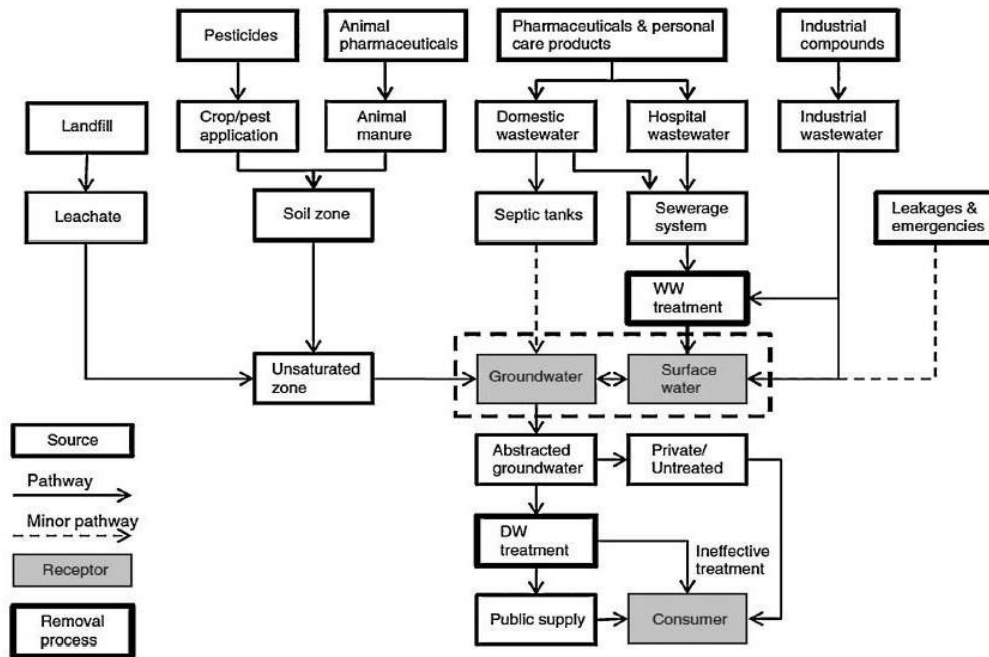 Pesticides
Animal
pharmaceuticals
Pharmaceuticals & personal
care products
Industrial
compounds
Landfill
Crop/pest
application
Animal
manure
Domestic
wastewater
Hospital
wastewater
Industrial
wastewater
Leachate
Soil zone
Septic tanks
Sewerage
system
Leakages &
emergencies
WW
treatment
Unsaturated
zone
Groundwater
Surface
water
Source
Pathway
Minor pathway
Receptor
Removal
process
Abstracted
groundwater
Private/
Untreated
DW
treatment
Ineffective
treatment
Public supply
Consumer